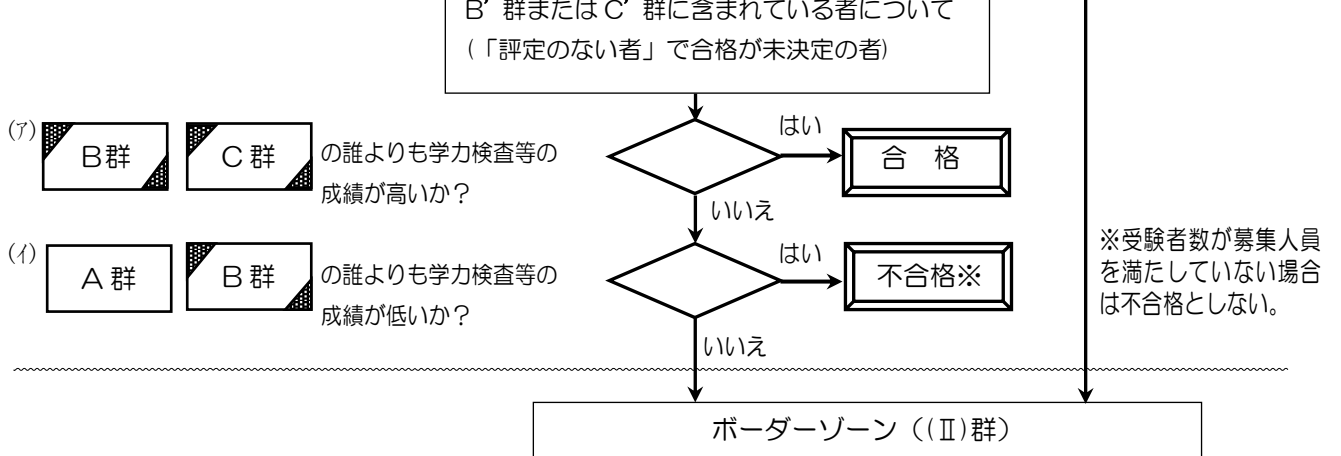 B’群またはC’群に含まれている者について
(「評定のない者」で合格が未決定の者)
(ア)
B群
C群
の誰よりも学力検査等の
成績が高いか？
はい
合　格
いいえ
(イ)
A群
B群
の誰よりも学力検査等の
成績が低いか？
はい
不合格※
いいえ
※受験者数が募集人員
を満たしていない場合
は不合格としない。
ボーダーゾーン（(Ⅱ)群）